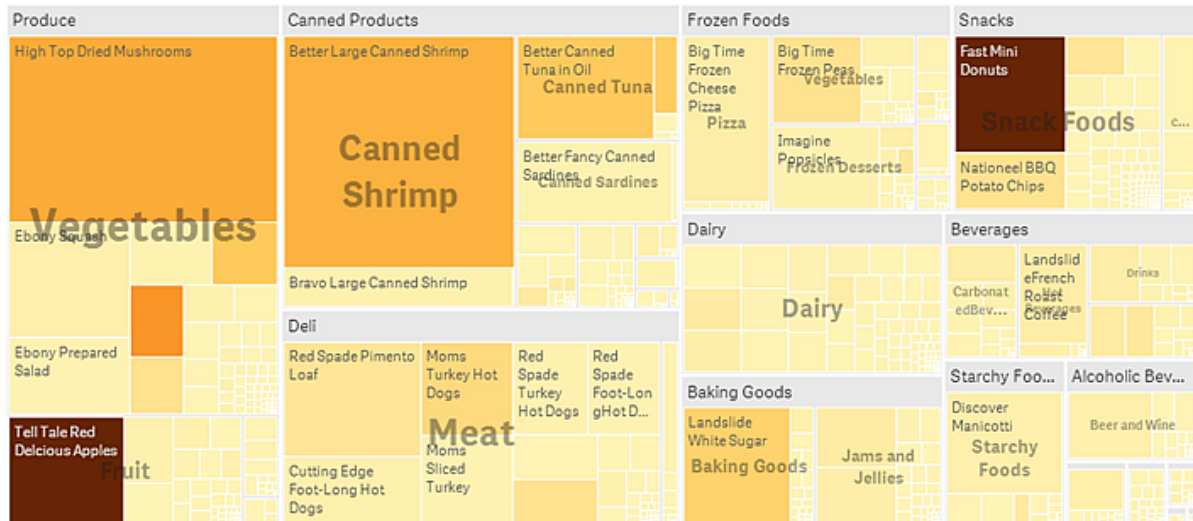 Produce
High Top Dried Mushrooms
Vegetables
Ebony Squash
Ebony Prepared
Salad
Tell Tale Red
Delcious Apples
Fruit
Canned Products
Better Large Canned Shrimp
Canned
Shrimp
Bravo Large Canned Shrimp
Better Canned
Tuna in Oil
Canned Tuna
Better Fancy Canned
Sardines
Canned Sardines
Deli
Red Spade Pimento
Loaf
Cutting Edge
Foot-Long Hot
Dogs
Moms
Turkey Hot
Dogs
Meat
Moms
Sliced
Turkey
Red
Spade
Turkey
Hot Dogs
Red
Spade
Foot-Lon
gHot D...
Frozen Foods
Big Time
Frozen
Cheese
Pizza
Pizza
Big Time
Frozen Peas
Vegetables
Imagine
Popsicles
Frozen Desserts
Dairy
Dairy
Baking Goods
Landslide
White Sugar
Baking Goods
Jams and
Jellies
Snacks
Fast Mini
Donuts
Snack Foods
Nationeel BBQ
Potato Chips
c...
Beverages
Carbonat
edBev...
Landslid
eFrench
Roast
Coffee
Hot
Beverages
Drinks
Starchy Foo...
Discover
Manicotti
Starchy
Foods
Alcoholic Bev...
Beer and Wine